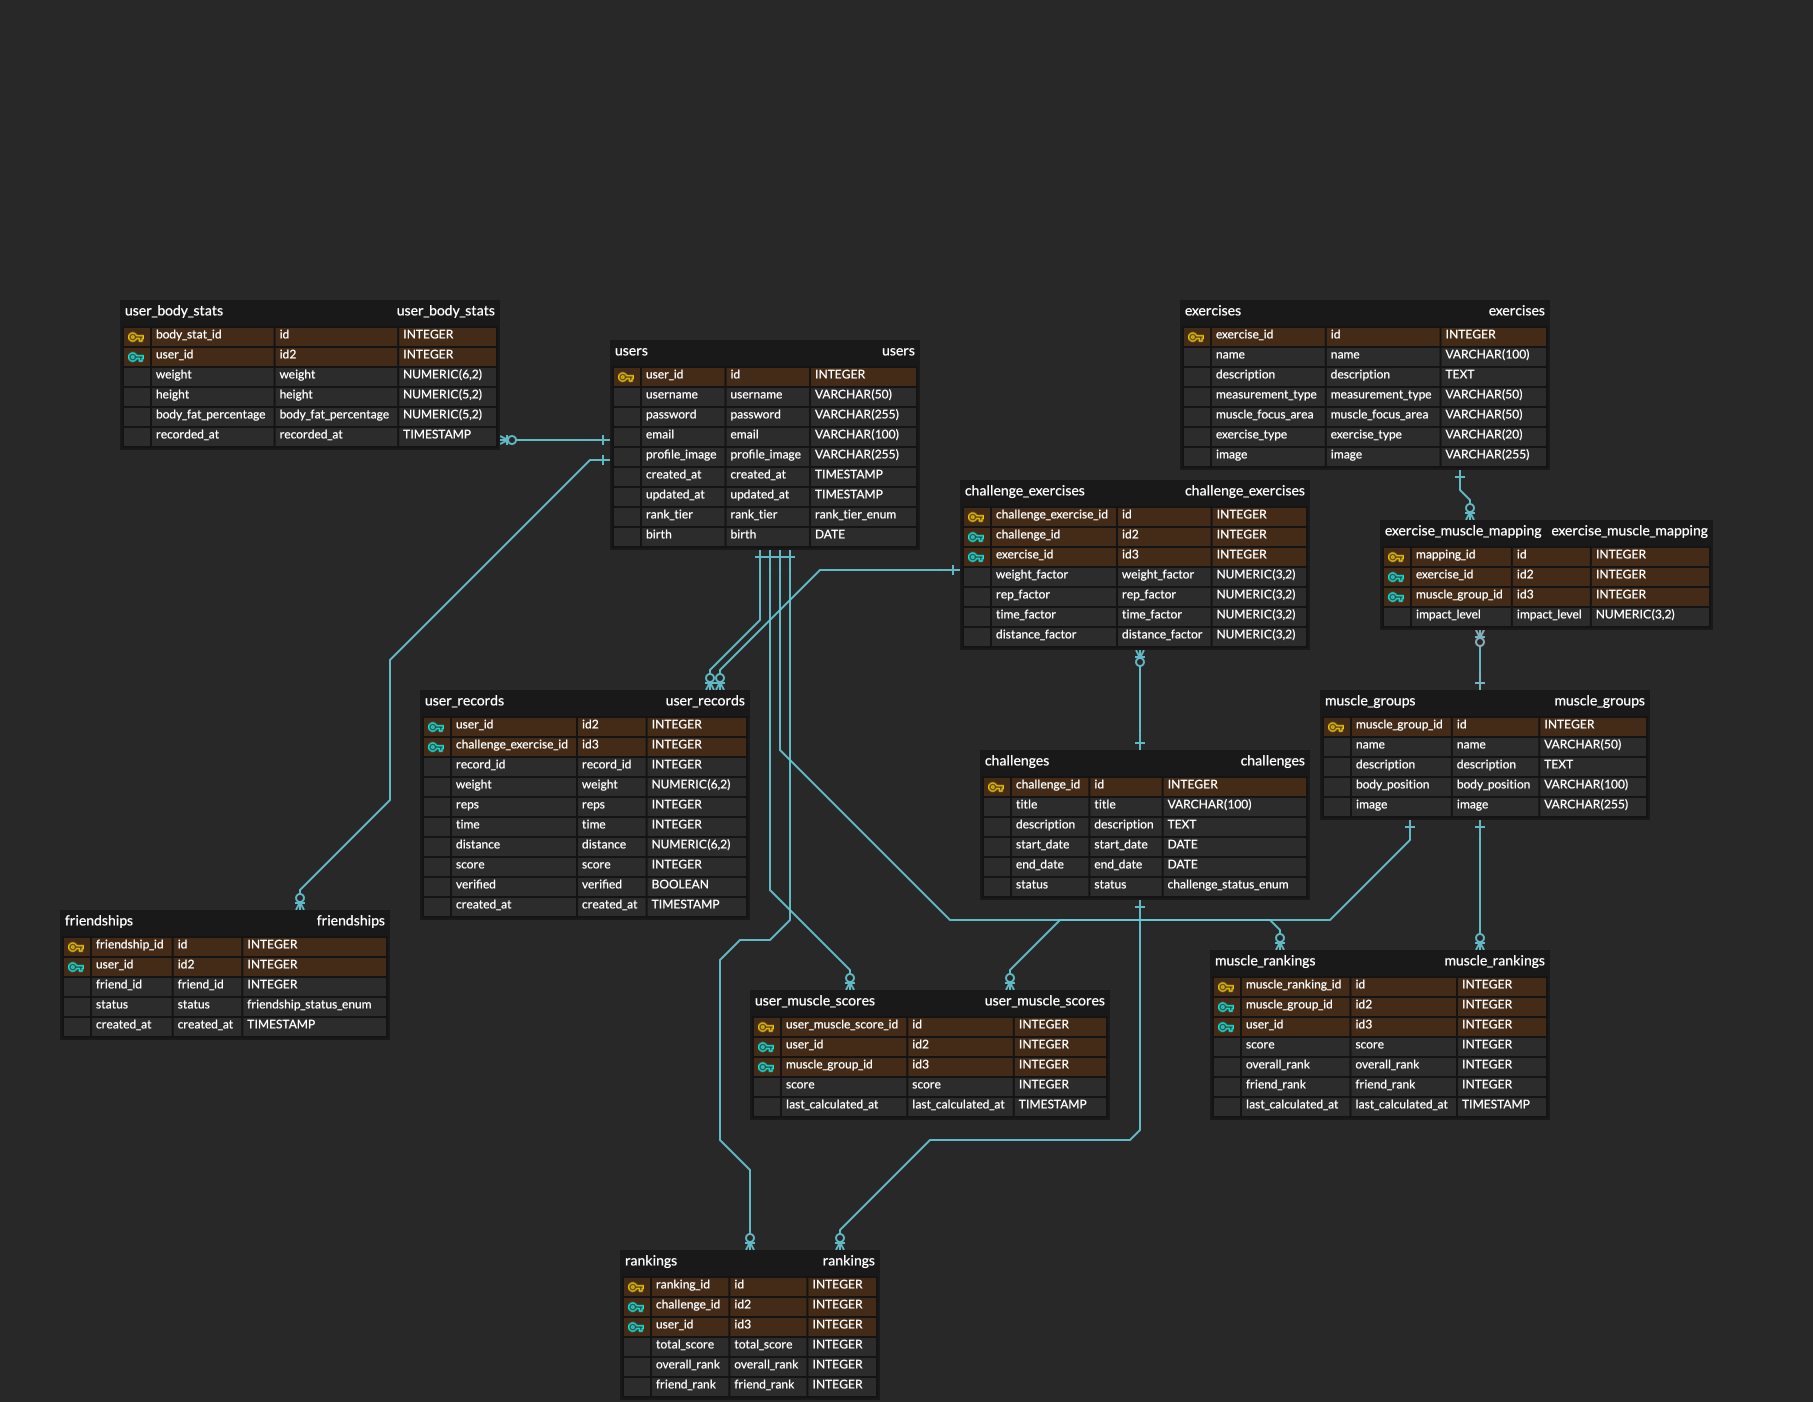 user_body_stats user_body_stats
body_stat_id id INTEGER
user_id id2 INTEGER
weight weight NUMERIC(6,2)
height height NUMERIC(5,2)
body_fat_percentage body_fat_percentage NUMERIC(5,2)
recorded_at recorded_at TIMESTAMP
users users
user_id id INTEGER
username username VARCHAR(50)
password password VARCHAR(255)
email email VARCHAR(100)
profile_image profile_image VARCHAR(255)
created_at created_at TIMESTAMP
updated_at updated_at TIMESTAMP
rank_tier rank_tier rank_tier_enum
birth birth DATE
exercises exercises
exercise_id id INTEGER
name name VARCHAR(100)
description description TEXT
measurement_type measurement_type VARCHAR(50)
muscle_focus_area muscle_focus_area VARCHAR(50)
exercise_type exercise_type VARCHAR(20)
image image VARCHAR(255)
challenge_exercises challenge_exercises
challenge_exercise_id id INTEGER
challenge_id id2 INTEGER
exercise_id id3 INTEGER
weight_factor weight_factor NUMERIC(3,2)
rep_factor rep_factor NUMERIC(3,2)
time_factor time_factor NUMERIC(3,2)
distance_factor distance_factor NUMERIC(3,2)
exercise_muscle_mapping exercise_muscle_mapping
mapping_id id INTEGER
exercise_id id2 INTEGER
muscle_group_id id3 INTEGER
impact_level impact_level NUMERIC(3,2)
user_records user_records
user_id id2 INTEGER
challenge_exercise_id id3 INTEGER
record_id record_id INTEGER
weight weight NUMERIC(6,2)
reps reps INTEGER
time time INTEGER
distance distance NUMERIC(6,2)
score score INTEGER
verified verified BOOLEAN
created_at created_at TIMESTAMP
challenges challenges
challenge_id id INTEGER
title title VARCHAR(100)
description description TEXT
start_date start_date DATE
end_date end_date DATE
status status challenge_status_enum
muscle_groups muscle_groups
muscle_group_id id INTEGER
name name VARCHAR(50)
description description TEXT
body_position body_position VARCHAR(100)
image image VARCHAR(255)
friendships friendships
friendship_id id INTEGER
user_id id2 INTEGER
friend_id friend_id INTEGER
status status friendship_status_enum
created_at created_at TIMESTAMP
user_muscle_scores user_muscle_scores
user_muscle_score_id id INTEGER
user_id id2 INTEGER
muscle_group_id id3 INTEGER
score score INTEGER
last_calculated_at last_calculated_at TIMESTAMP
muscle_rankings muscle_rankings
muscle_ranking_id id INTEGER
muscle_group_id id2 INTEGER
user_id id3 INTEGER
score score INTEGER
overall_rank overall_rank INTEGER
friend_rank friend_rank INTEGER
last_calculated_at last_calculated_at TIMESTAMP
rankings rankings
ranking_id id INTEGER
challenge_id id2 INTEGER
user_id id3 INTEGER
total_score total_score INTEGER
overall_rank overall_rank INTEGER
friend_rank friend_rank INTEGER